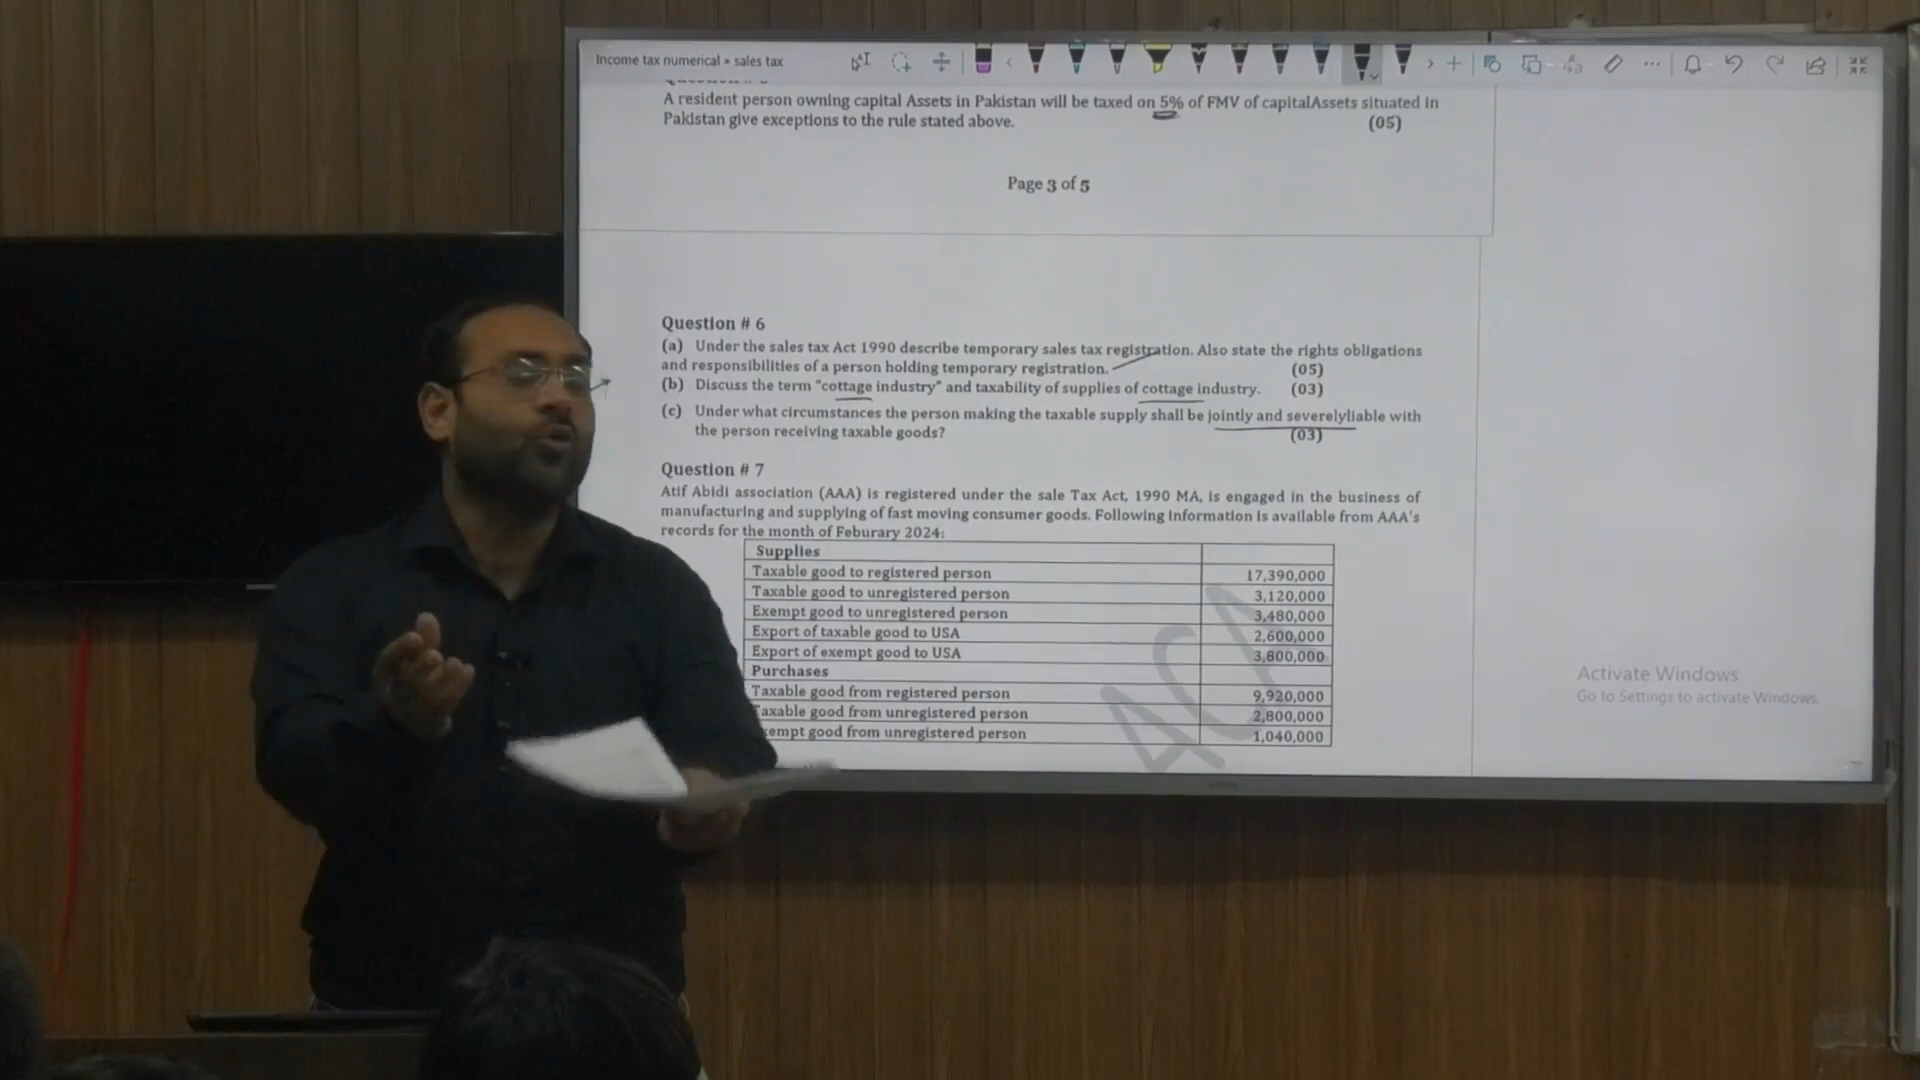 Income tax numerical + sales tax
A resident person owning capital Assets in Pakistan will be taxed on 5% of FMV of capitalAssets situated in
Pakistan give exceptions to the rule stated above. (05)
Page 3 of 5
Question # 6
(a) Under the sales tax Act 1990 describe temporary sales tax registration. Also state the rights obligations
and responsibilities of a person holding temporary registration. (05)
(b) Discuss the term "cottage industry" and taxability of supplies of cottage industry. (03)
(c) Under what circumstances the person making the taxable supply shall be jointly and severelyliable with
the person receiving taxable goods? (03)
Question # 7
Atif Abidi association (AAA) is registered under the sale Tax Act, 1990 MA, is engaged in the business of
manufacturing and supplying of fast moving consumer goods. Following information is available from AAA's
records for the month of Feburary 2024:
Supplies
Taxable good to registered person 17,390,000
Taxable good to unregistered person 3,120,000
Exempt good to unregistered person 3,480,000
Export of taxable good to USA 2,600,000
Export of exempt good to USA 3,800,000
Purchases
Taxable good from registered person 9,920,000
axable good from unregistered person 2,800,000
empt good from unregistered person 1,040,000
ACA
Activate Windows
Go to Settings to activate Windows.